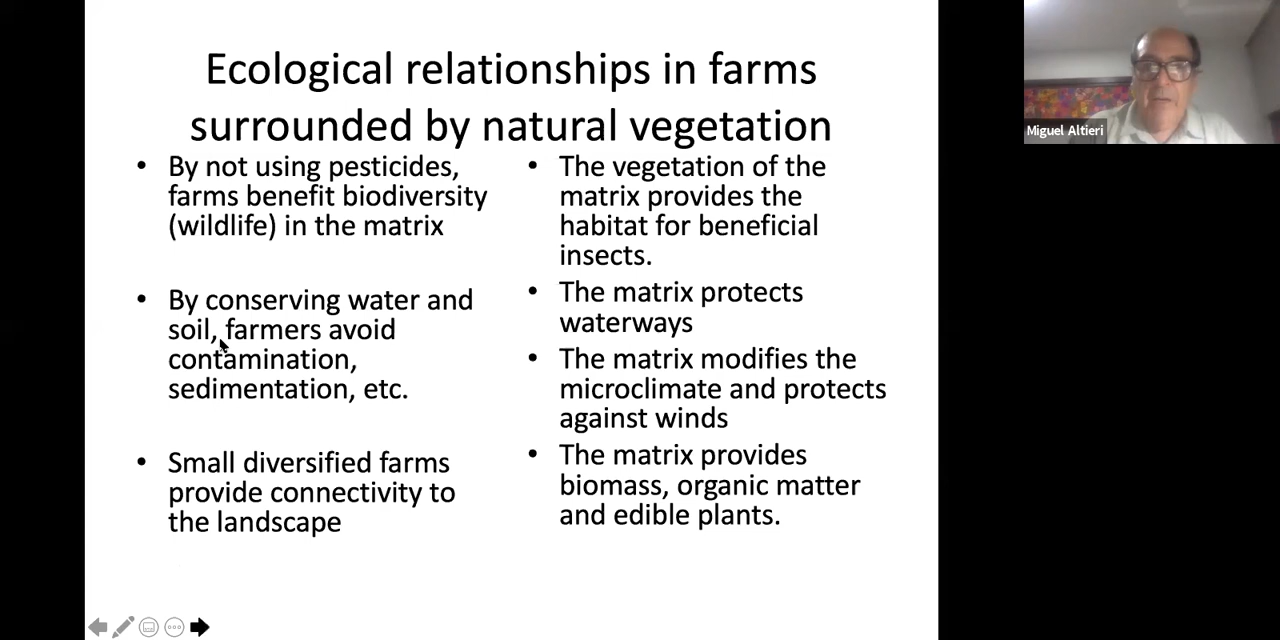 Ecological relationships in farms
surrounded by natural vegetation
• By not using pesticides,
farms benefit biodiversity
(wildlife) in the matrix
• By conserving water and
soil, farmers avoid
contamination,
sedimentation, etc.
• Small diversified farms
provide connectivity to
the landscape
• The vegetation of the
matrix provides the
habitat for beneficial
insects.
• The matrix protects
waterways
• The matrix modifies the
microclimate and protects
against winds
• The matrix provides
biomass, organic matter
and edible plants.
Miguel Altieri